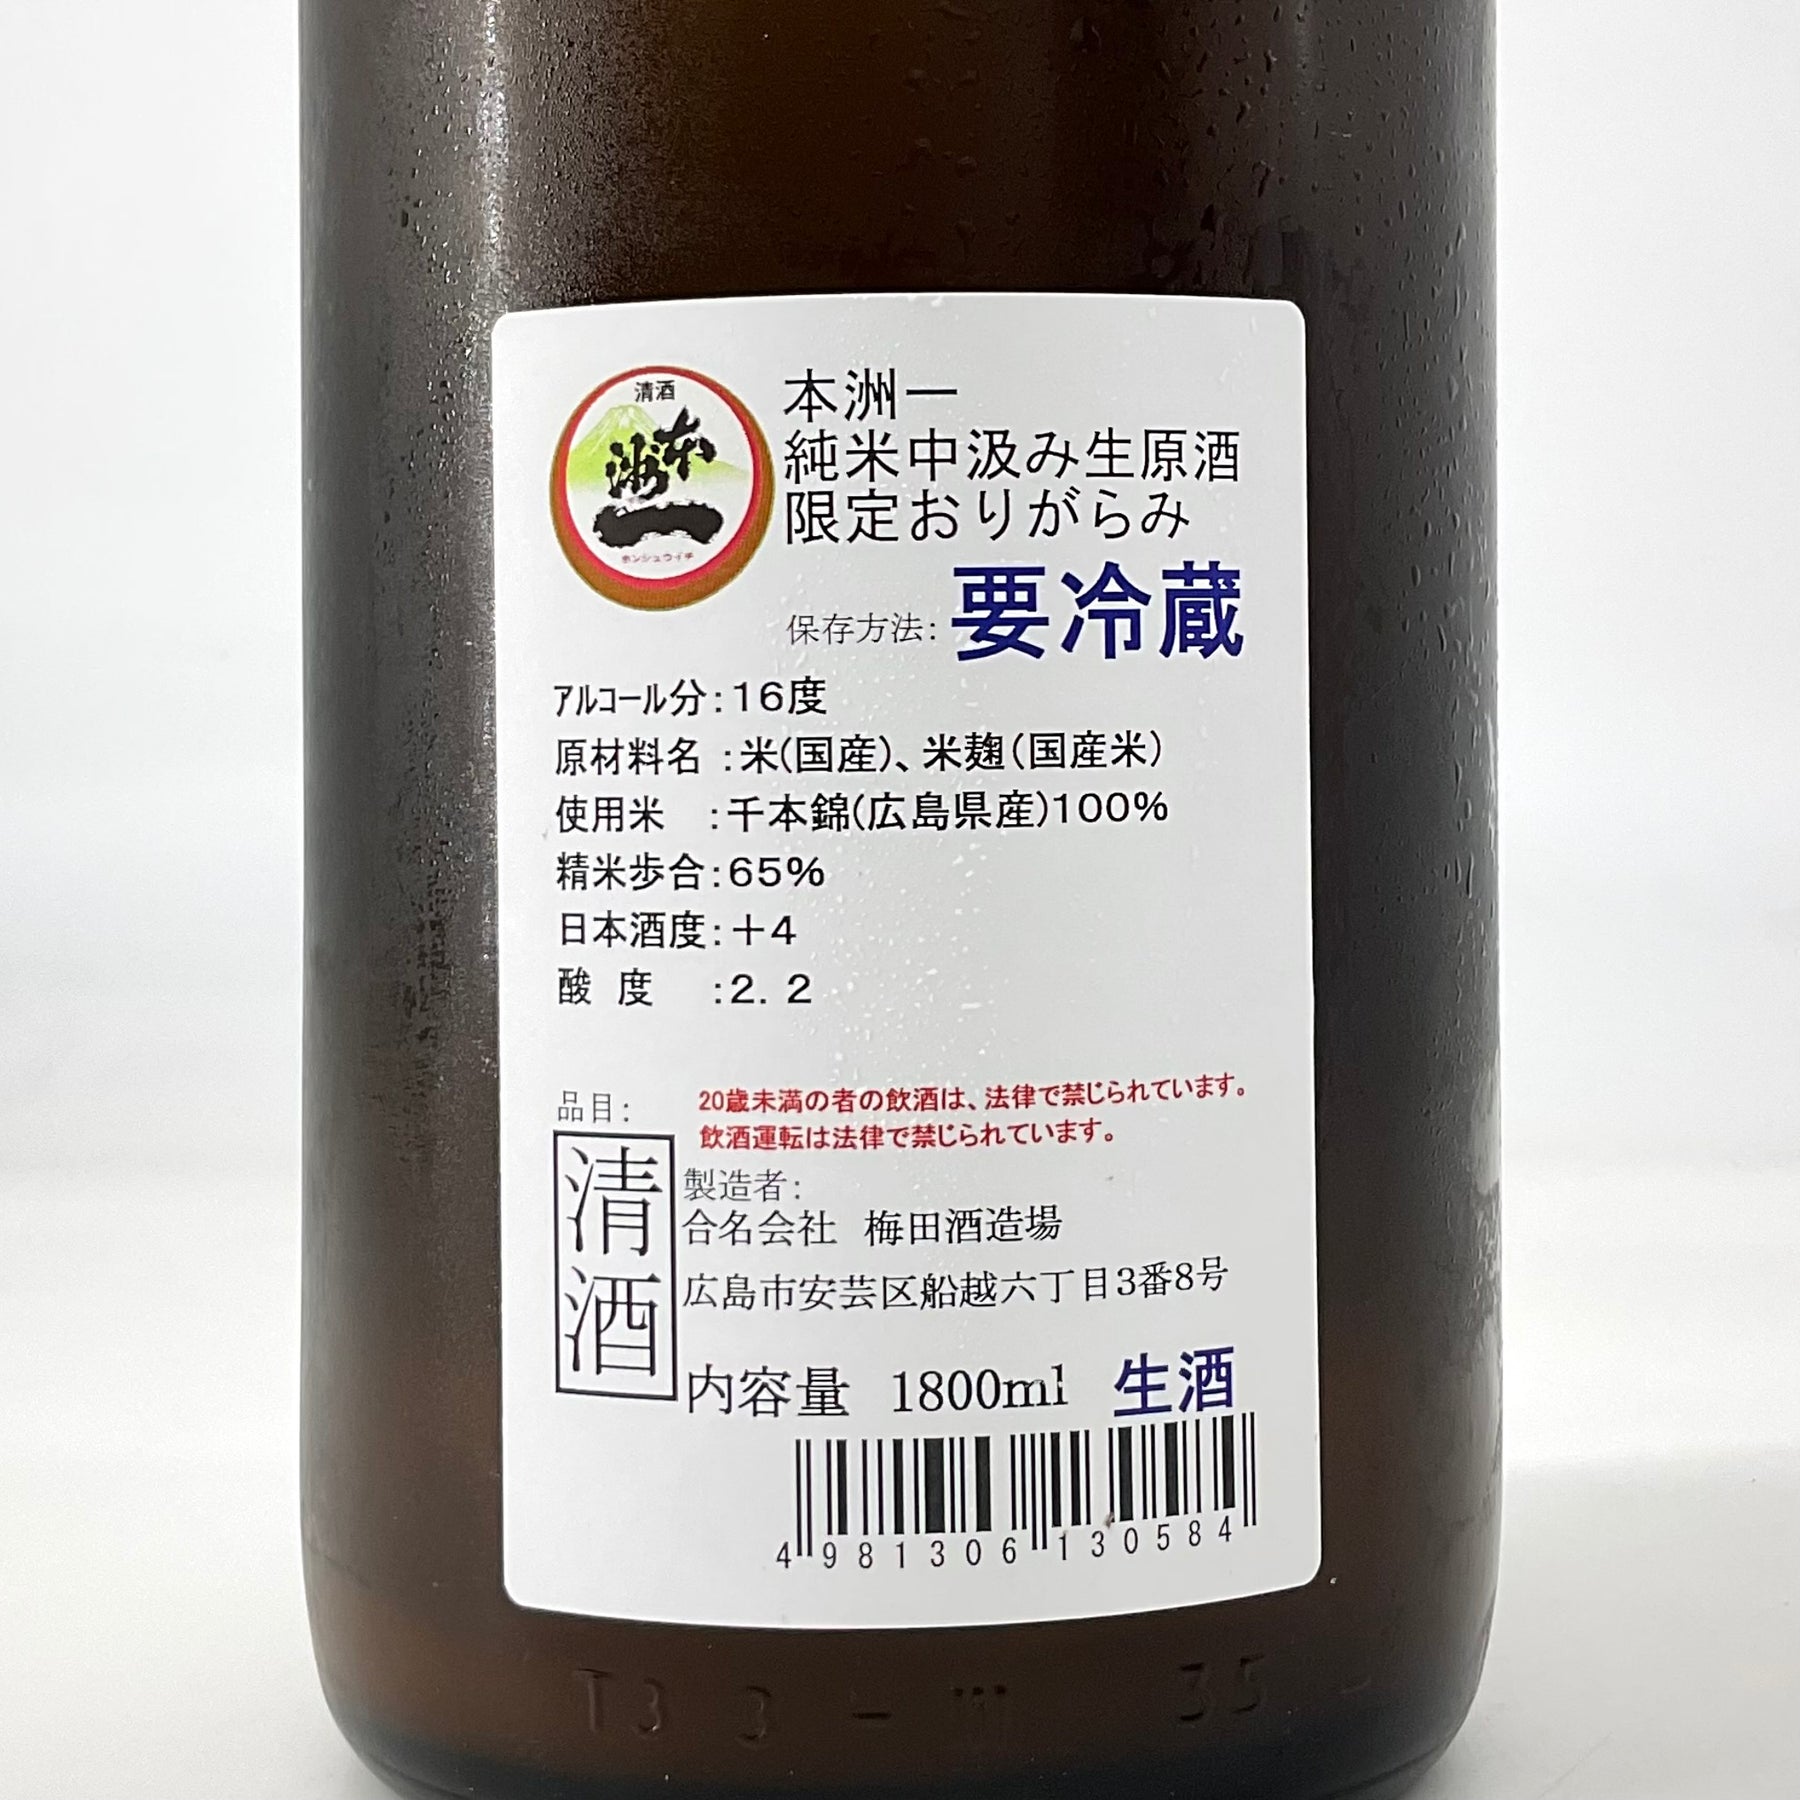 清酒
本洲
一
ホンシュウイチ
本洲一
純米中汲み生原酒
限定おりがらみ
保存方法:要冷蔵
アルコール分:16度
原材料名 :米(国産)、米麹(国産米)
使用米 :千本錦(広島県産)100%
精米歩合:65%
日本酒度:+4
酸 度 :2.2
品目:
清酒
20歳未満の者の飲酒は、法律で禁じられています。
飲酒運転は法律で禁じられています。
製造者:
合名会社 梅田酒造場
広島市安芸区船越六丁目3番8号
内容量 1800ml 生酒
4981306130584
T3 3 - 35 -